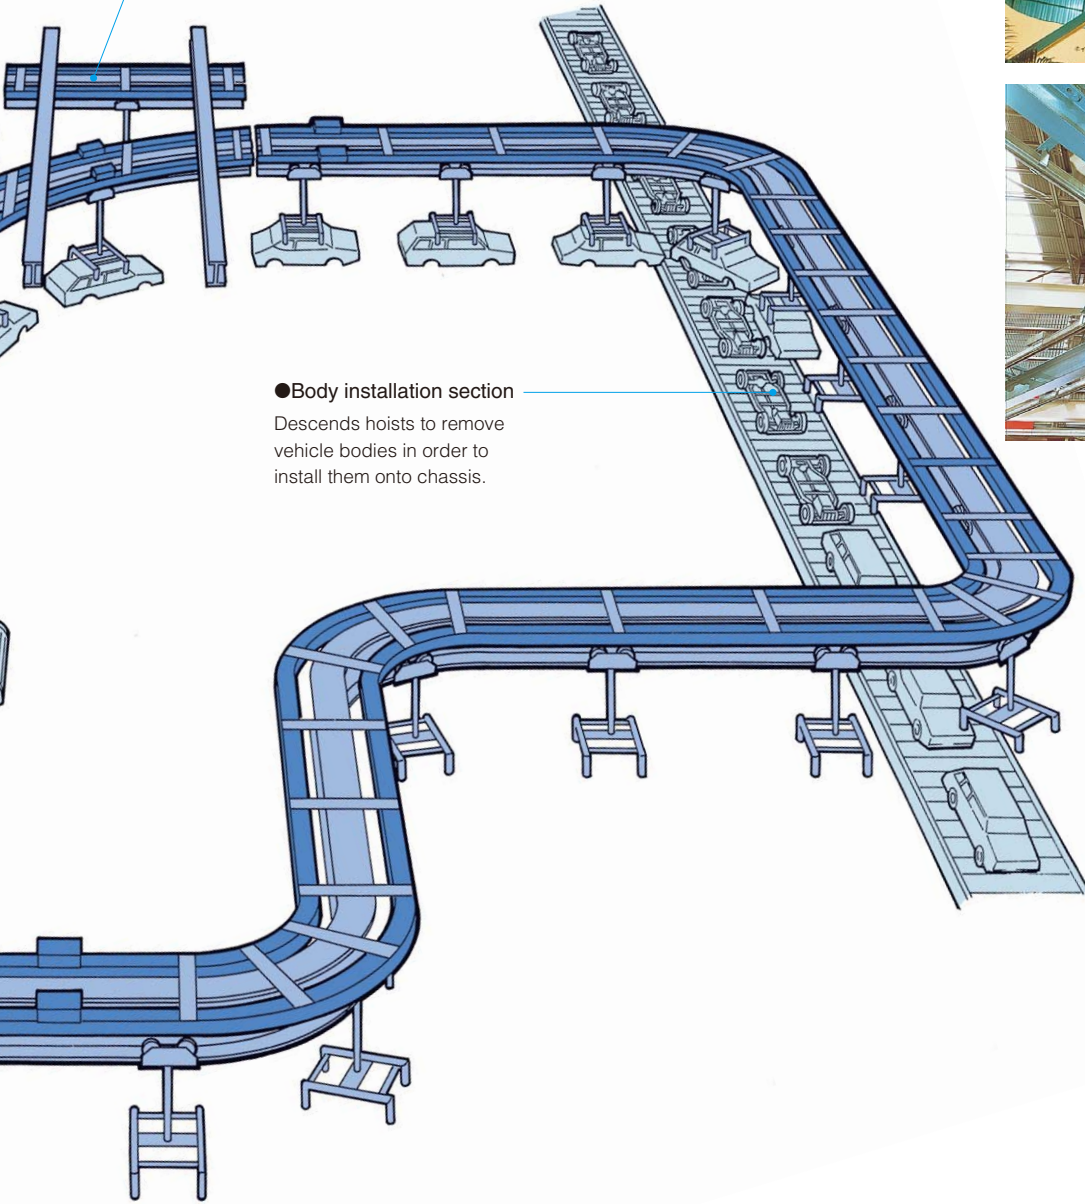 ●Body installation section
Descends hoists to remove
vehicle bodies in order to
install them onto chassis.